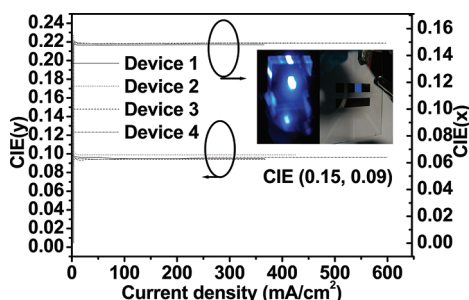 CIE(y)
0.22
0.20
0.18
0.16
0.14
0.12
0.10
0.08
0.06
0.04
0.02
0.00
Device 1
Device 2
Device 3
Device 4
CIE (0.15, 0.09)
0.16
0.14
0.12
0.10
0.08
0.06
0.04
0.02
0.00
CIE(x)
0 100 200 300 400 500 600
Current density (mA/cm²)